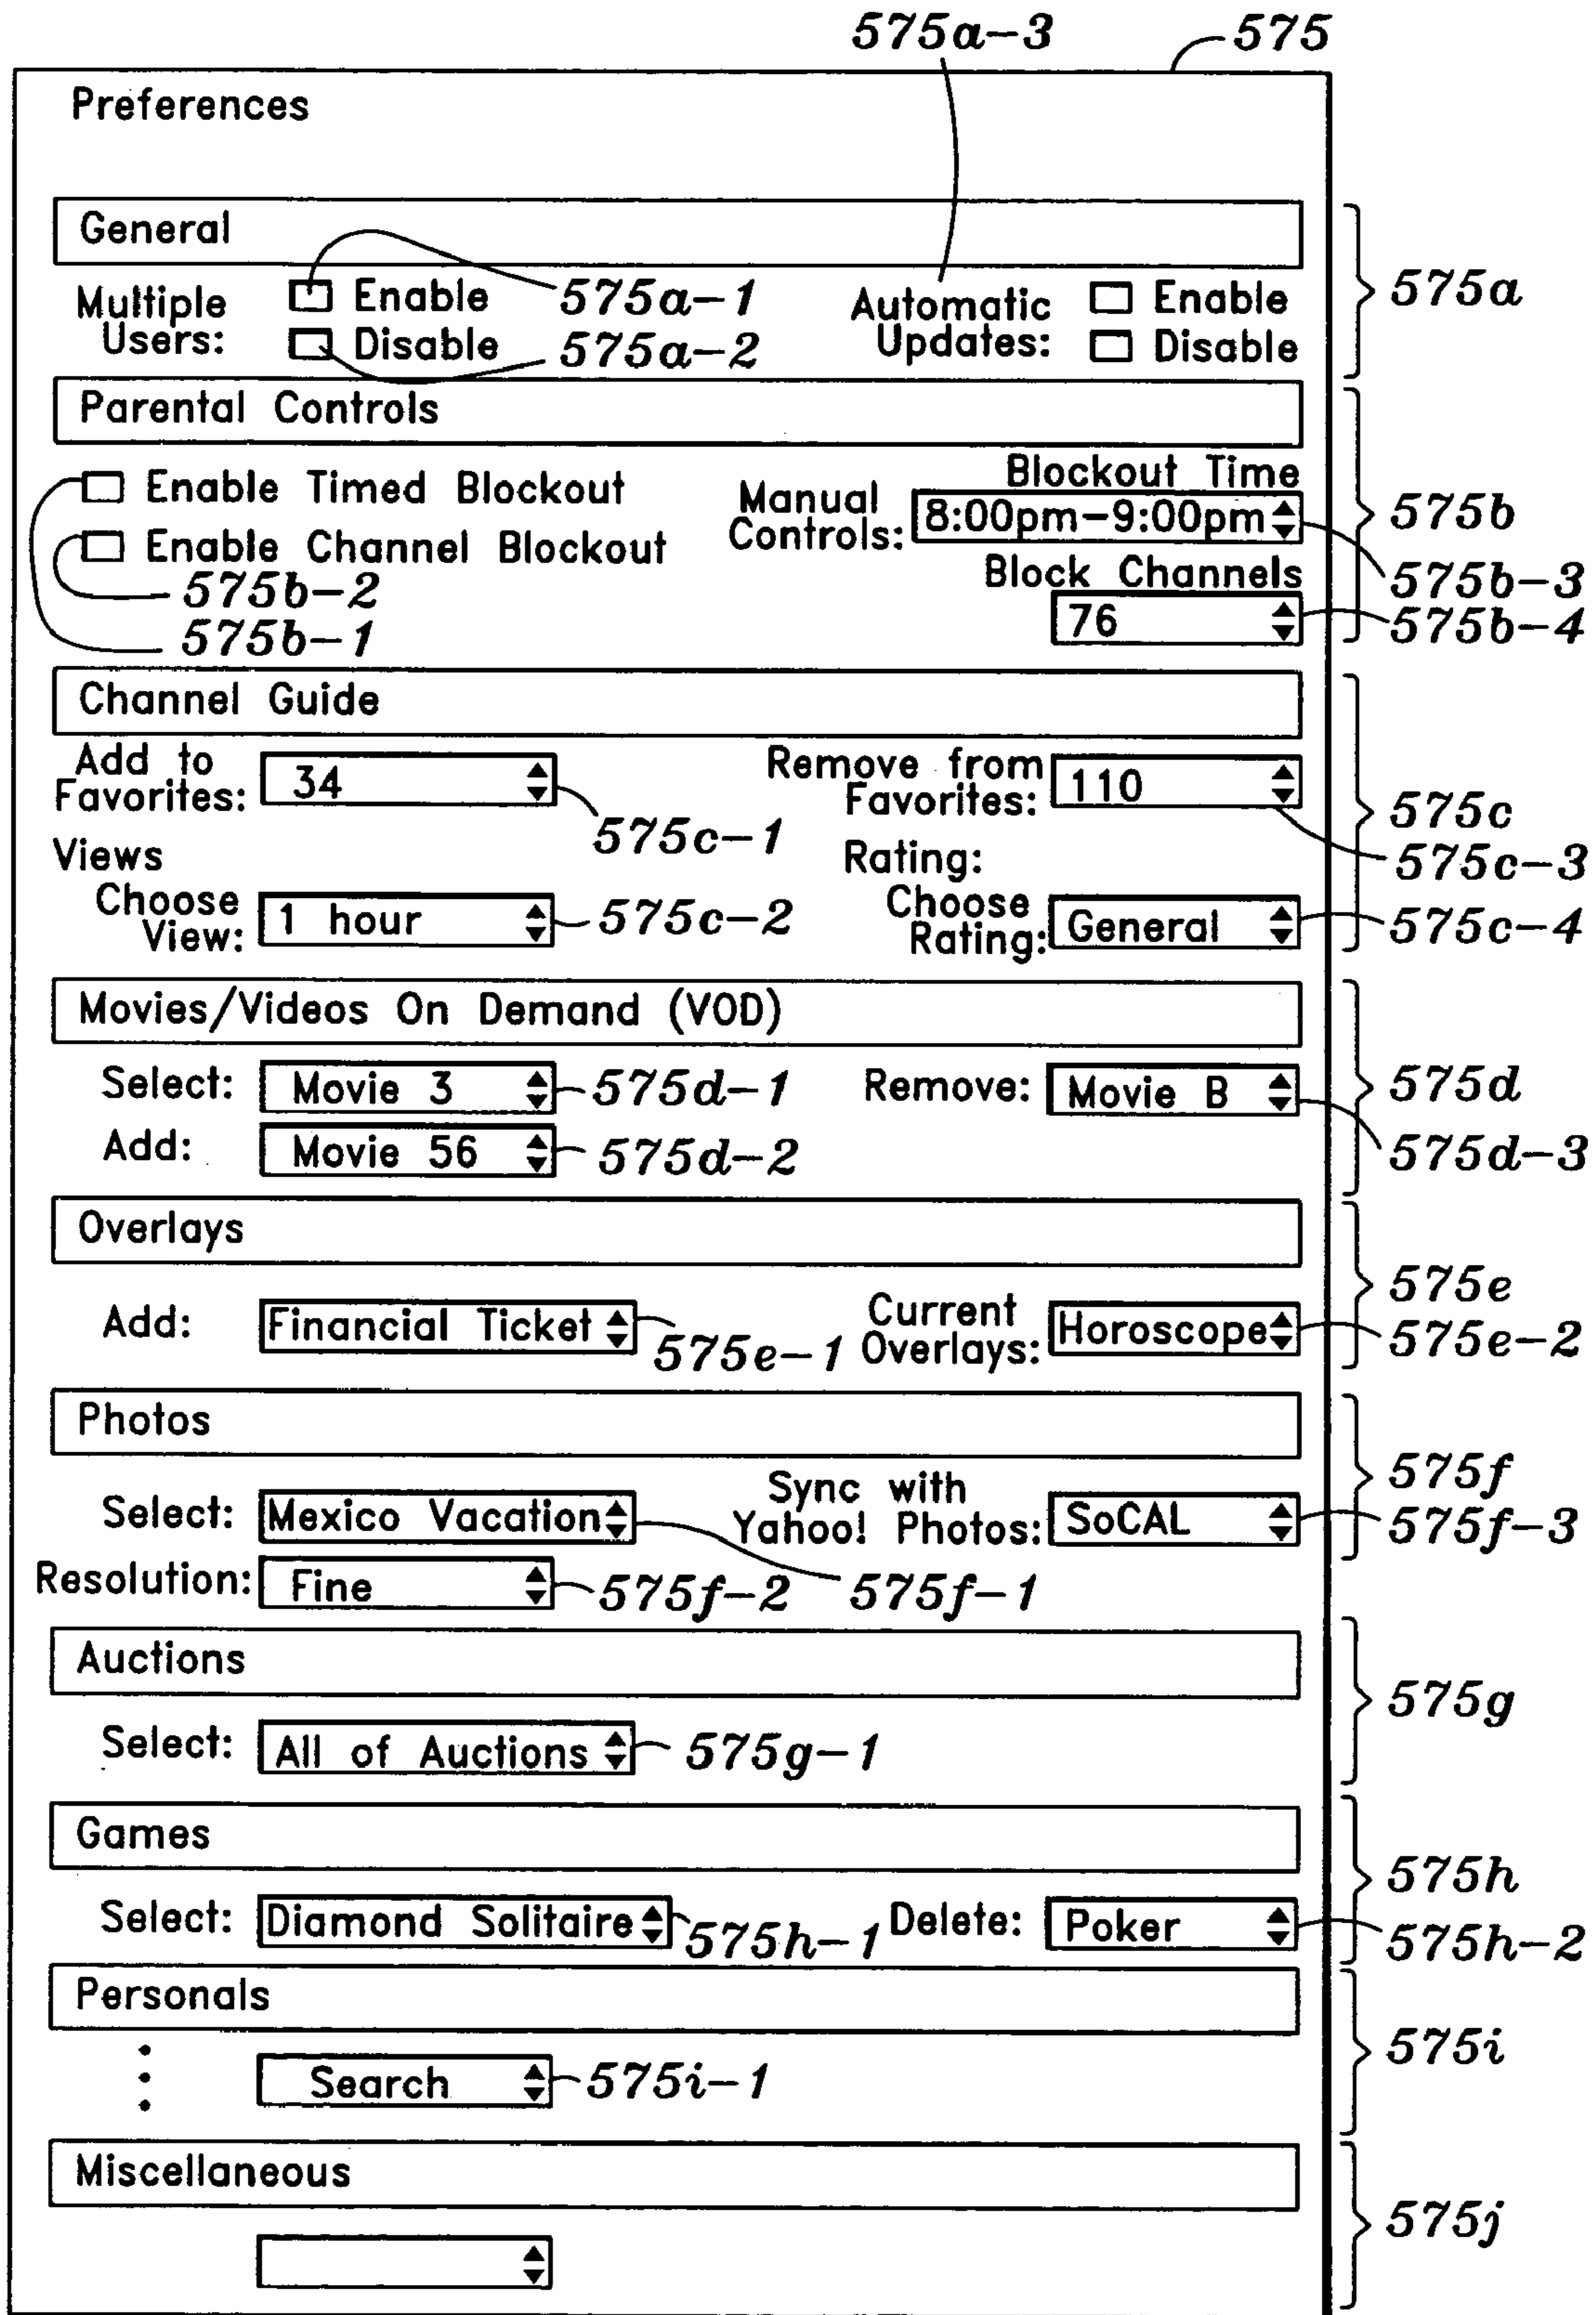 575a-3 575
Preferences
General
575a
Multiple Users: Enable 575a-1 Automatic Updates: Enable
Disable 575a-2 Disable
Parental Controls
575b
Enable Timed Blockout Manual Controls: Blockout Time
8:00pm-9:00pm
Enable Channel Blockout
575b-2 Block Channels 575b-3
575b-1 76 575b-4
Channel Guide
575c
Add to Favorites: 34 Remove from Favorites: 110
575c-1
Views Rating: 575c-3
Choose View: 1 hour 575c-2 Choose Rating: General 575c-4
Movies/Videos On Demand (VOD)
Select: Movie 3 575d-1 Remove: Movie B 575d
Add: Movie 56 575d-2 575d-3
Overlays
575e
Add: Financial Ticket 575e-1 Current Overlays: Horoscope 575e-2
Photos
575f
Select: Mexico Vacation Sync with Yahoo! Photos: SoCAL 575f-3
Resolution: Fine 575f-2 575f-1
Auctions
575g
Select: All of Auctions 575g-1
Games
575h
Select: Diamond Solitaire 575h-1 Delete: Poker 575h-2
Personals
575i
Search 575i-1
Miscellaneous
575j